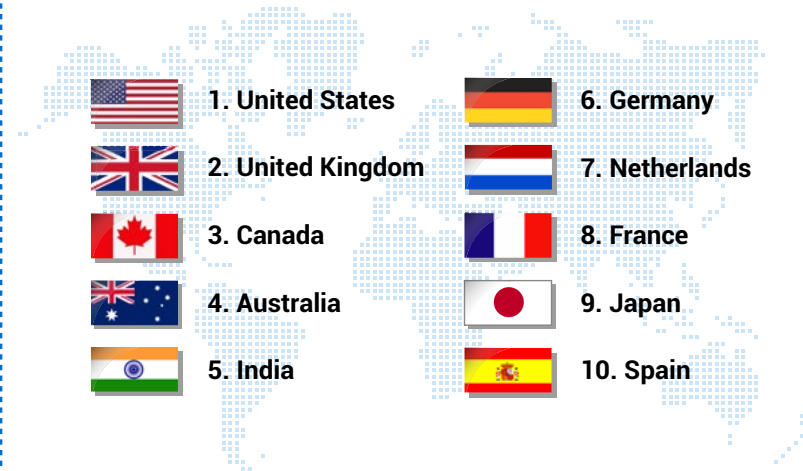 1. United States
2. United Kingdom
3. Canada
4. Australia
5. India
6. Germany
7. Netherlands
8. France
9. Japan
10. Spain